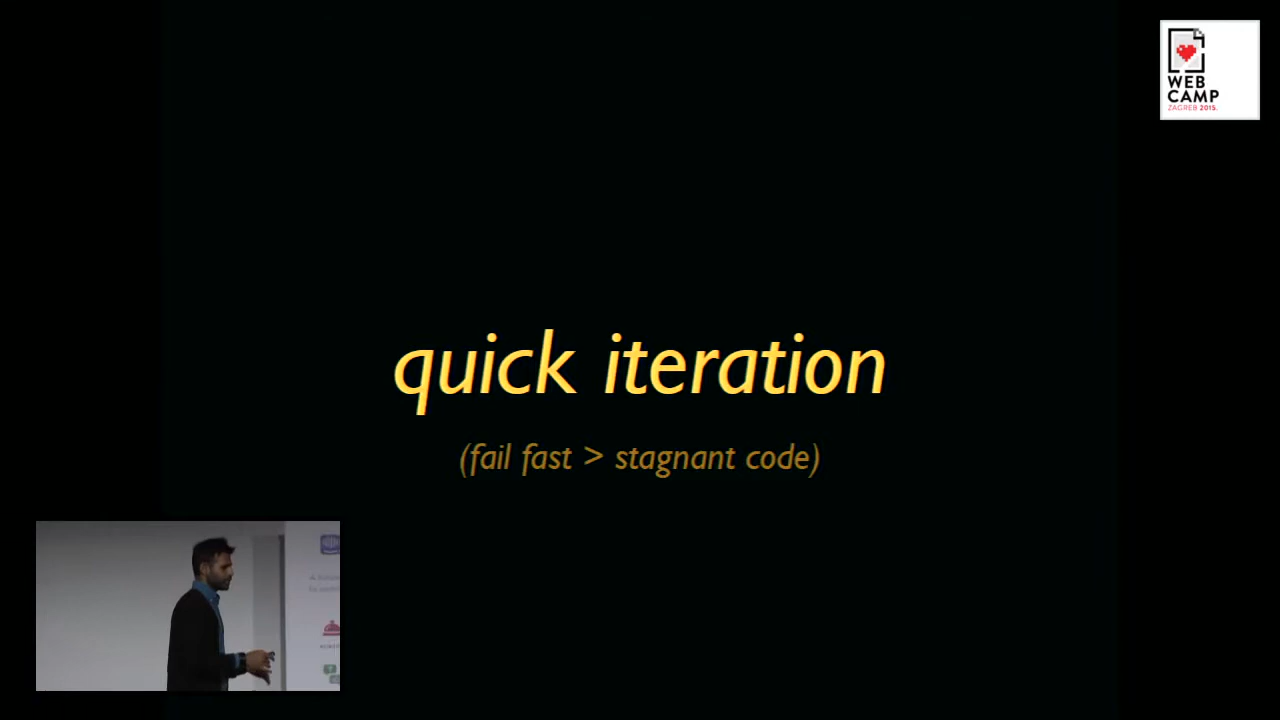 WEB
CAMP
ZAGREB 2015.
quick iteration
(fail fast > stagnant code)